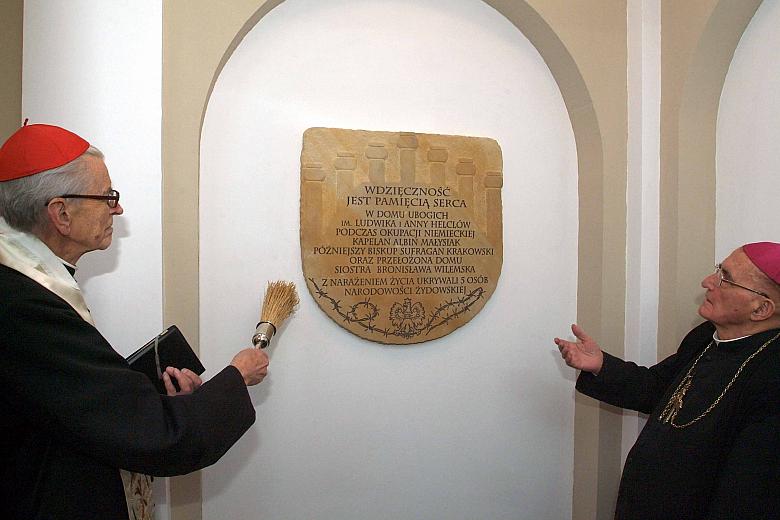 WDZIĘCZNOŚĆ
JEST PAMIĘCIĄ SERCA
W DOMU UBOGICH
IM. LUDWIKA I ANNY HELCLÓW
PODCZAS OKUPACJI NIEMIECKIEJ
KAPELAN ALBIN MAŁYSIAK
PÓŹNIEJSZY BISKUP SUFRAGAN KRAKOWSKI
ORAZ PRZEŁOŻONA DOMU
SIOSTRA BRONISŁAWA WILEMSKA
Z NARAŻENIEM ŻYCIA UKRYWALI 5 OSÓB
NARODOWOŚCI ŻYDOWSKIEJ